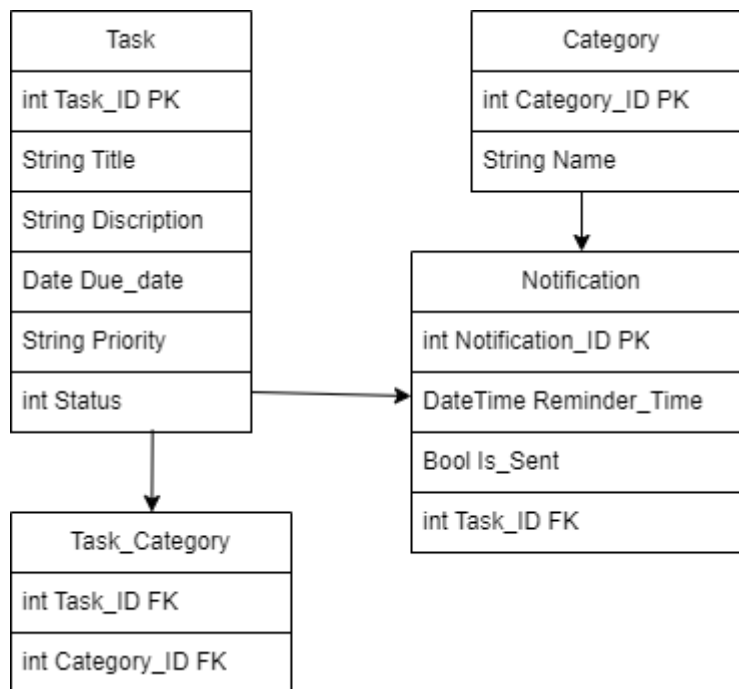 Task
int Task_ID PK
String Title
String Discription
Date Due_date
String Priority
int Status
Category
int Category_ID PK
String Name
Notification
int Notification_ID PK
DateTime Reminder_Time
Bool Is_Sent
int Task_ID FK
Task_Category
int Task_ID FK
int Category_ID FK